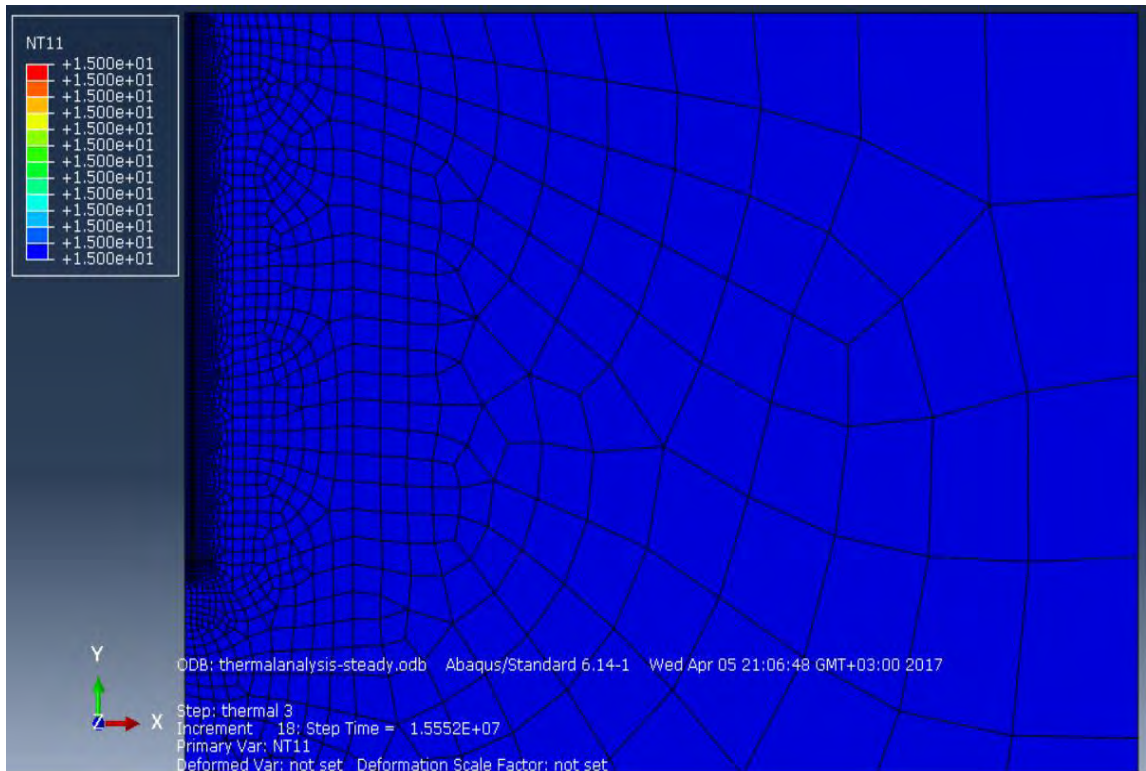 NT11
+1.500e+01
+1.500e+01
+1.500e+01
+1.500e+01
+1.500e+01
+1.500e+01
+1.500e+01
+1.500e+01
+1.500e+01
+1.500e+01
+1.500e+01
+1.500e+01
+1.500e+01
Y
Z X
ODB: thermalanalysis-steady.odb Abaqus/Standard 6.14-1 Wed Apr 05 21:06:48 GMT+03:00 2017
Step: thermal 3
Increment 18: Step Time = 1.5552E+07
Primary Var: NT11
Deformed Var: not set Deformation Scale Factor: not set